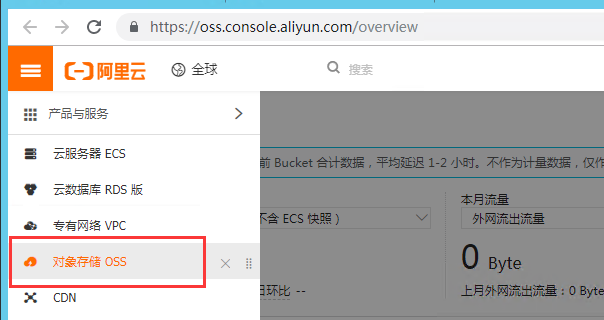 https://oss.console.aliyun.com/overview
阿里云 全球 搜索
产品与服务
云服务器 ECS
云数据库 RDS 版
专有网络 VPC
对象存储 OSS
CDN
前 Bucket 合计数据，平均延迟 1-2 小时。不作为计量数据，仅作
不含 ECS 快照）
日环比 --
本月流量
外网流出流量
0 Byte
上月外网流出流量：0 Byte